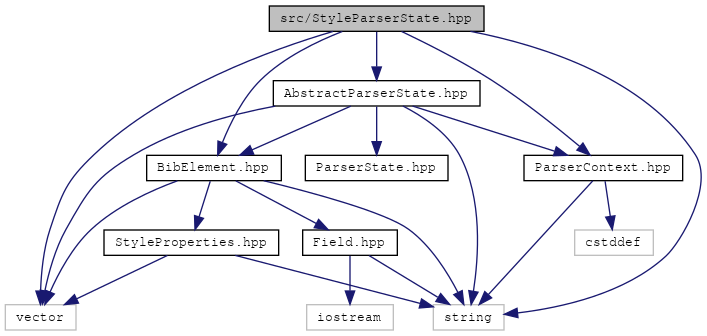 src/StyleParserState.hpp
AbstractParserState.hpp
BibElement.hpp
ParserState.hpp
ParserContext.hpp
StyleProperties.hpp
Field.hpp
cstddef
vector
iostream
string